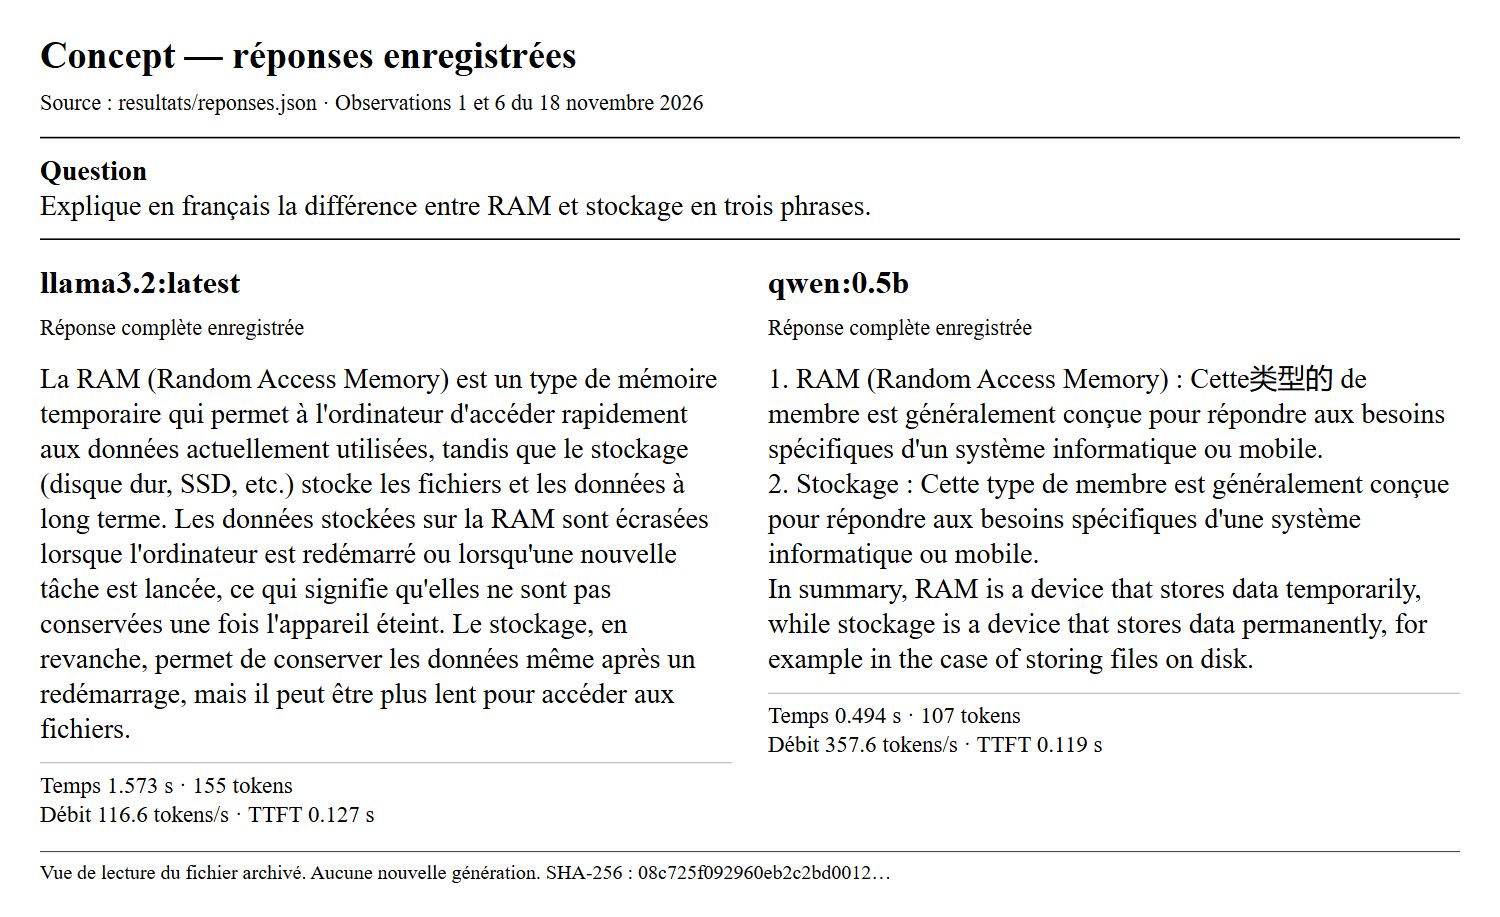 Concept — réponses enregistrées
Source : resultats/reponses.json · Observations 1 et 6 du 18 novembre 2026
Question
Explique en français la différence entre RAM et stockage en trois phrases.
llama3.2:latest
Réponse complète enregistrée
La RAM (Random Access Memory) est un type de mémoire
temporaire qui permet à l'ordinateur d'accéder rapidement
aux données actuellement utilisées, tandis que le stockage
(disque dur, SSD, etc.) stocke les fichiers et les données à
long terme. Les données stockées sur la RAM sont écrasées
lorsque l'ordinateur est redémarré ou lorsqu'une nouvelle
tâche est lancée, ce qui signifie qu'elles ne sont pas
conservées une fois l'appareil éteint. Le stockage, en
revanche, permet de conserver les données même après un
redémarrage, mais il peut être plus lent pour accéder aux
fichiers.
Temps 1.573 s · 155 tokens
Débit 116.6 tokens/s · TTFT 0.127 s
qwen:0.5b
Réponse complète enregistrée
1. RAM (Random Access Memory) : Cette类型的 de
membre est généralement conçue pour répondre aux besoins
spécifiques d'un système informatique ou mobile.
2. Stockage : Cette type de membre est généralement conçue
pour répondre aux besoins spécifiques d'une système
informatique ou mobile.
In summary, RAM is a device that stores data temporarily,
while stockage is a device that stores data permanently, for
example in the case of storing files on disk.
Temps 0.494 s · 107 tokens
Débit 357.6 tokens/s · TTFT 0.119 s
Vue de lecture du fichier archivé. Aucune nouvelle génération. SHA-256 : 08c725f092960eb2c2bd0012…